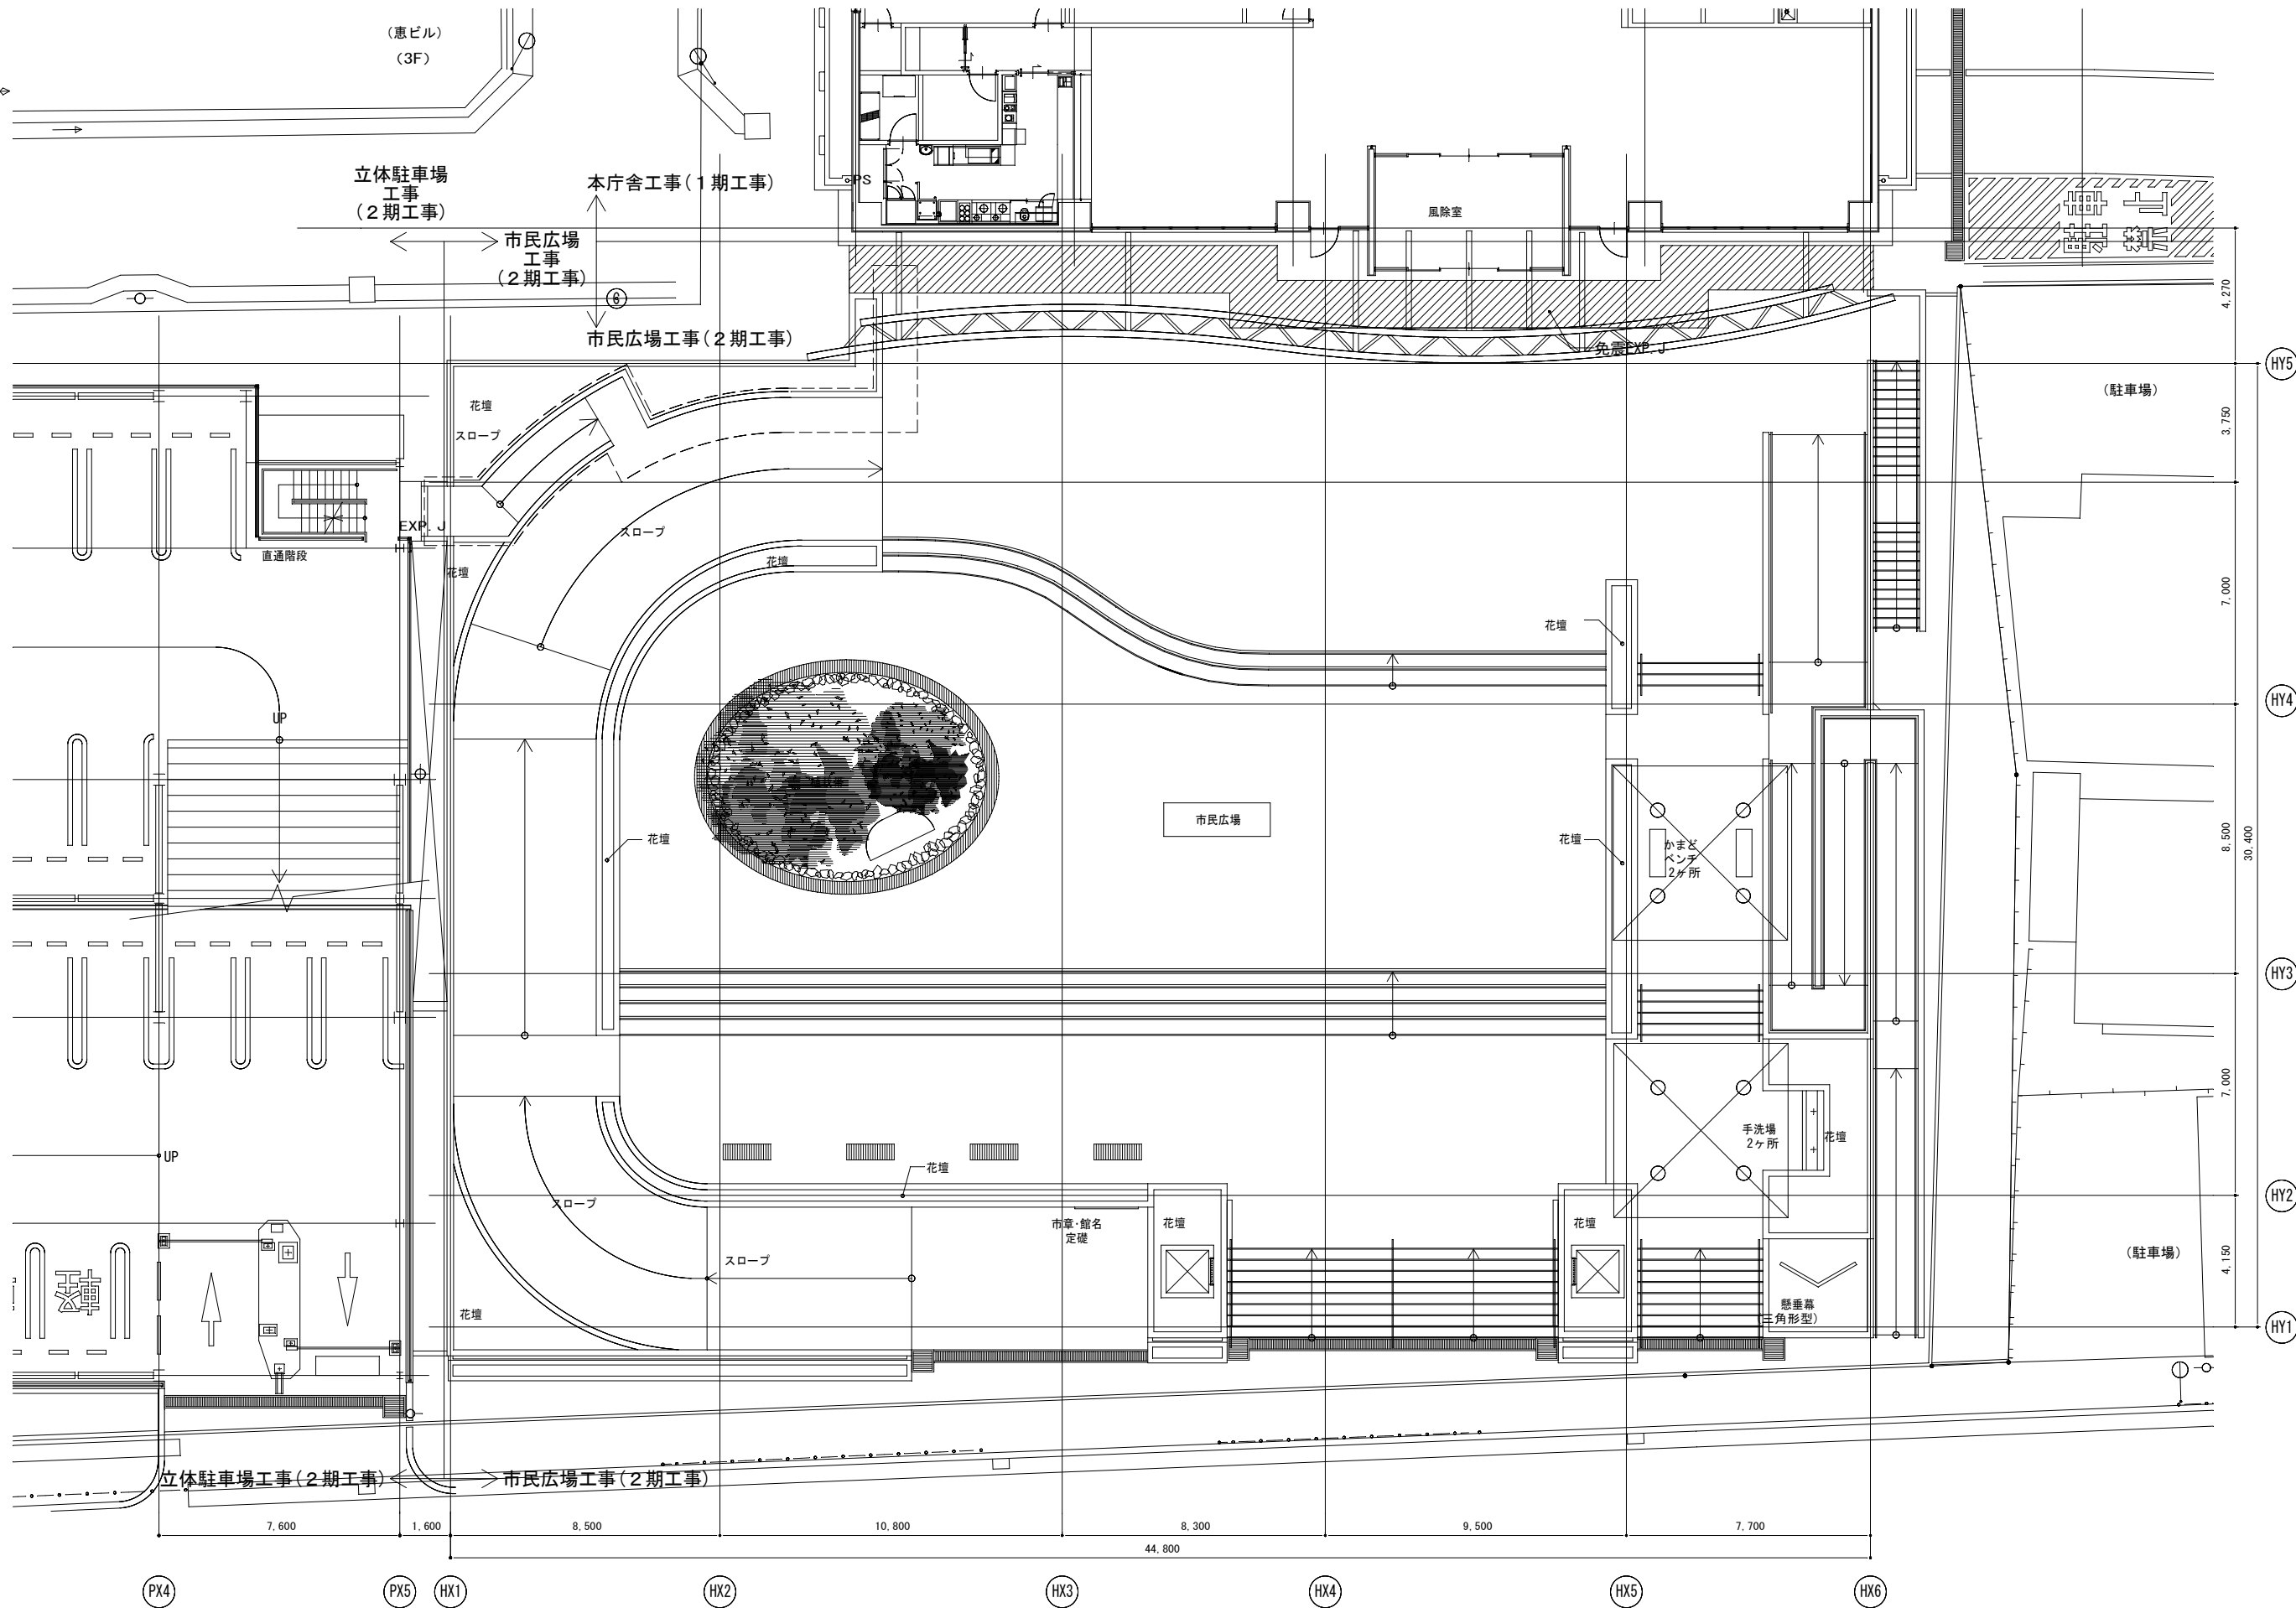 (恵ビル)
(3F)
立体駐車場
工事
(2期工事)
本庁舎工事(1期工事)
市民広場
工事
(2期工事)
市民広場工事(2期工事)
PS
風除室
免震EXP.J
HY5
(駐車場)
4,270
3,750
花壇
スロープ
EXP.J
直通階段
花壇
スロープ
花壇
花壇
7,000
HY4
UP
花壇
市民広場
花壇
かまど
ベンチ
2ヶ所
8,500
30,400
HY3
UP
スロープ
花壇
手洗場
2ヶ所
花壇
7,000
HY2
市章・館名
定礎
花壇
花壇
スロープ
花壇
懸垂幕
(三角形型)
(駐車場)
4,150
HY1
立体駐車場工事(2期工事)
市民広場工事(2期工事)
7,600
1,600
8,500
10,800
8,300
9,500
7,700
44,800
PX4
PX5
HX1
HX2
HX3
HX4
HX5
HX6